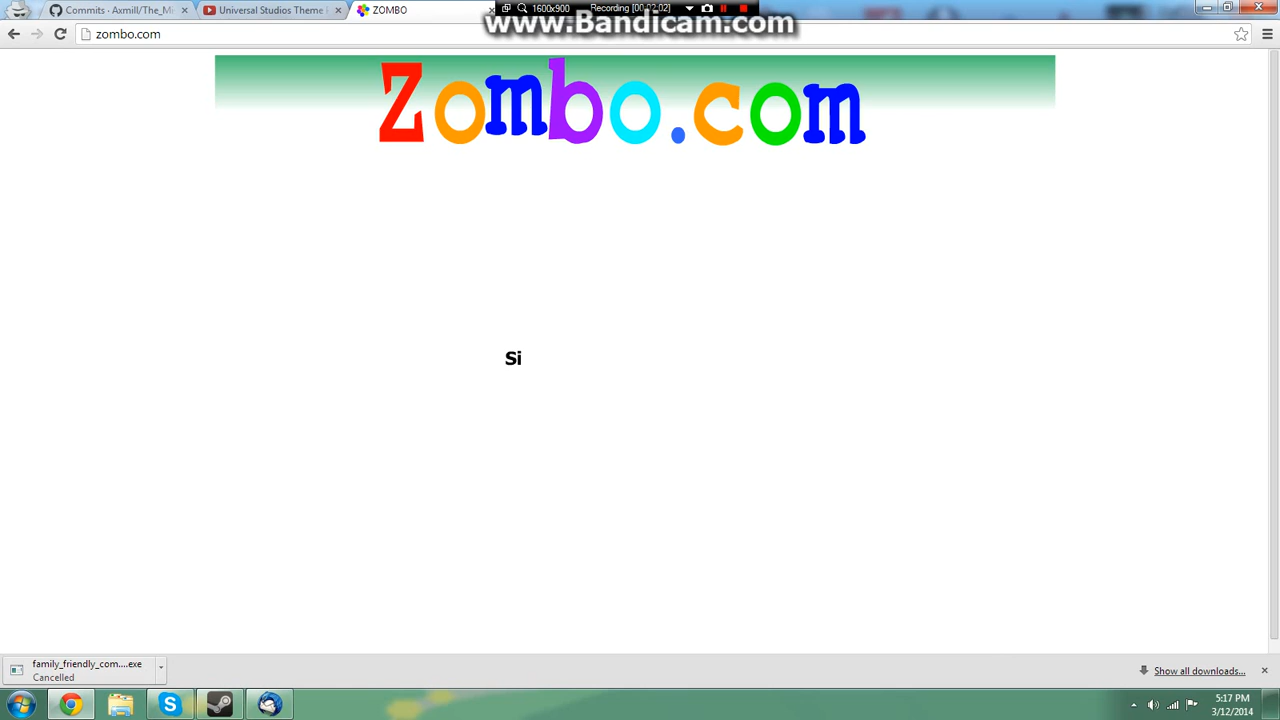 Commits · Axmill/The_Mo
Universal Studios Theme
ZOMBO
1600x900
Recording [00:02:02]
www.Bandicam.com
zombo.com
Zombo.com
Si
family_friendly_com....exe
Cancelled
Show all downloads...
5:17 PM
3/12/2014